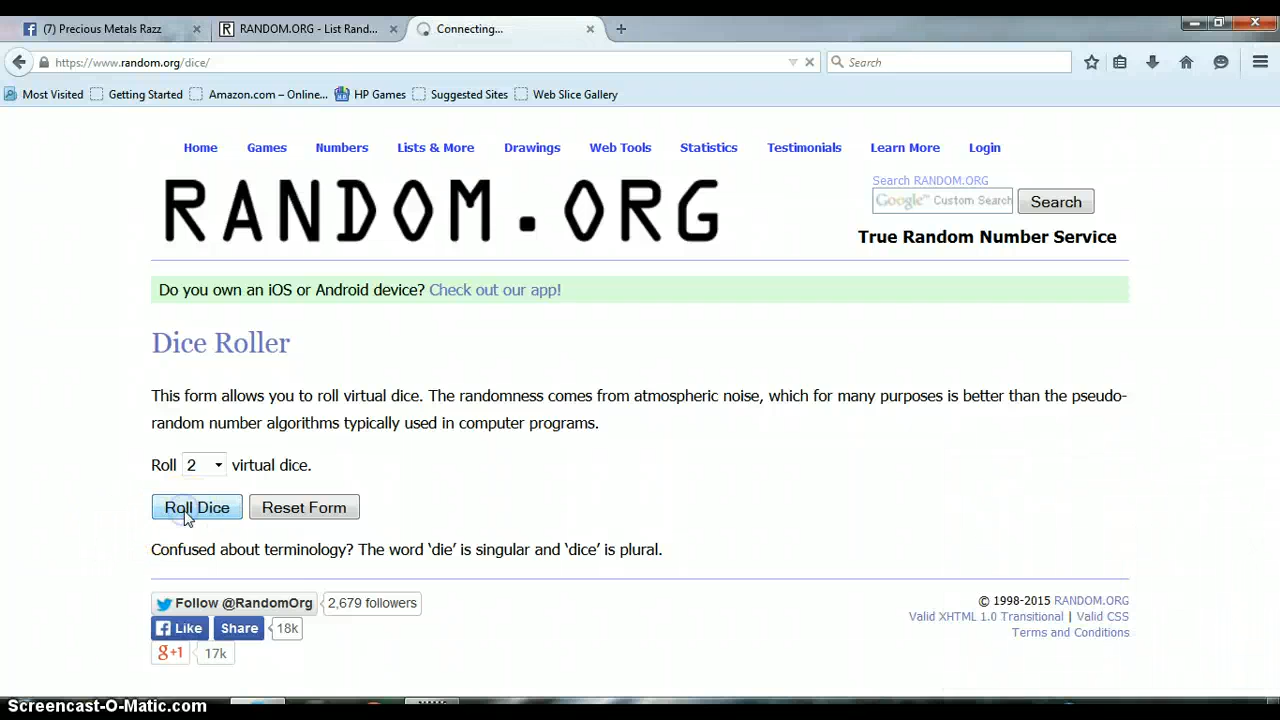 (7) Precious Metals Razz
RANDOM.ORG - List Rand...
Connecting...
https://www.random.org/dice/
Search
Most Visited
Getting Started
Amazon.com – Online...
HP Games
Suggested Sites
Web Slice Gallery
Home Games Numbers Lists & More Drawings Web Tools Statistics Testimonials Learn More Login
RANDOM.ORG
Search RANDOM.ORG
Google™ Custom Search
Search
True Random Number Service
Do you own an iOS or Android device? Check out our app!
Dice Roller
This form allows you to roll virtual dice. The randomness comes from atmospheric noise, which for many purposes is better than the pseudo-
random number algorithms typically used in computer programs.
Roll 2 virtual dice.
Roll Dice Reset Form
Confused about terminology? The word ‘die’ is singular and ‘dice’ is plural.
Follow @RandomOrg 2,679 followers
Like Share 18k
g+1 17k
© 1998-2015 RANDOM.ORG
Valid XHTML 1.0 Transitional | Valid CSS
Terms and Conditions
Screencast-O-Matic.com